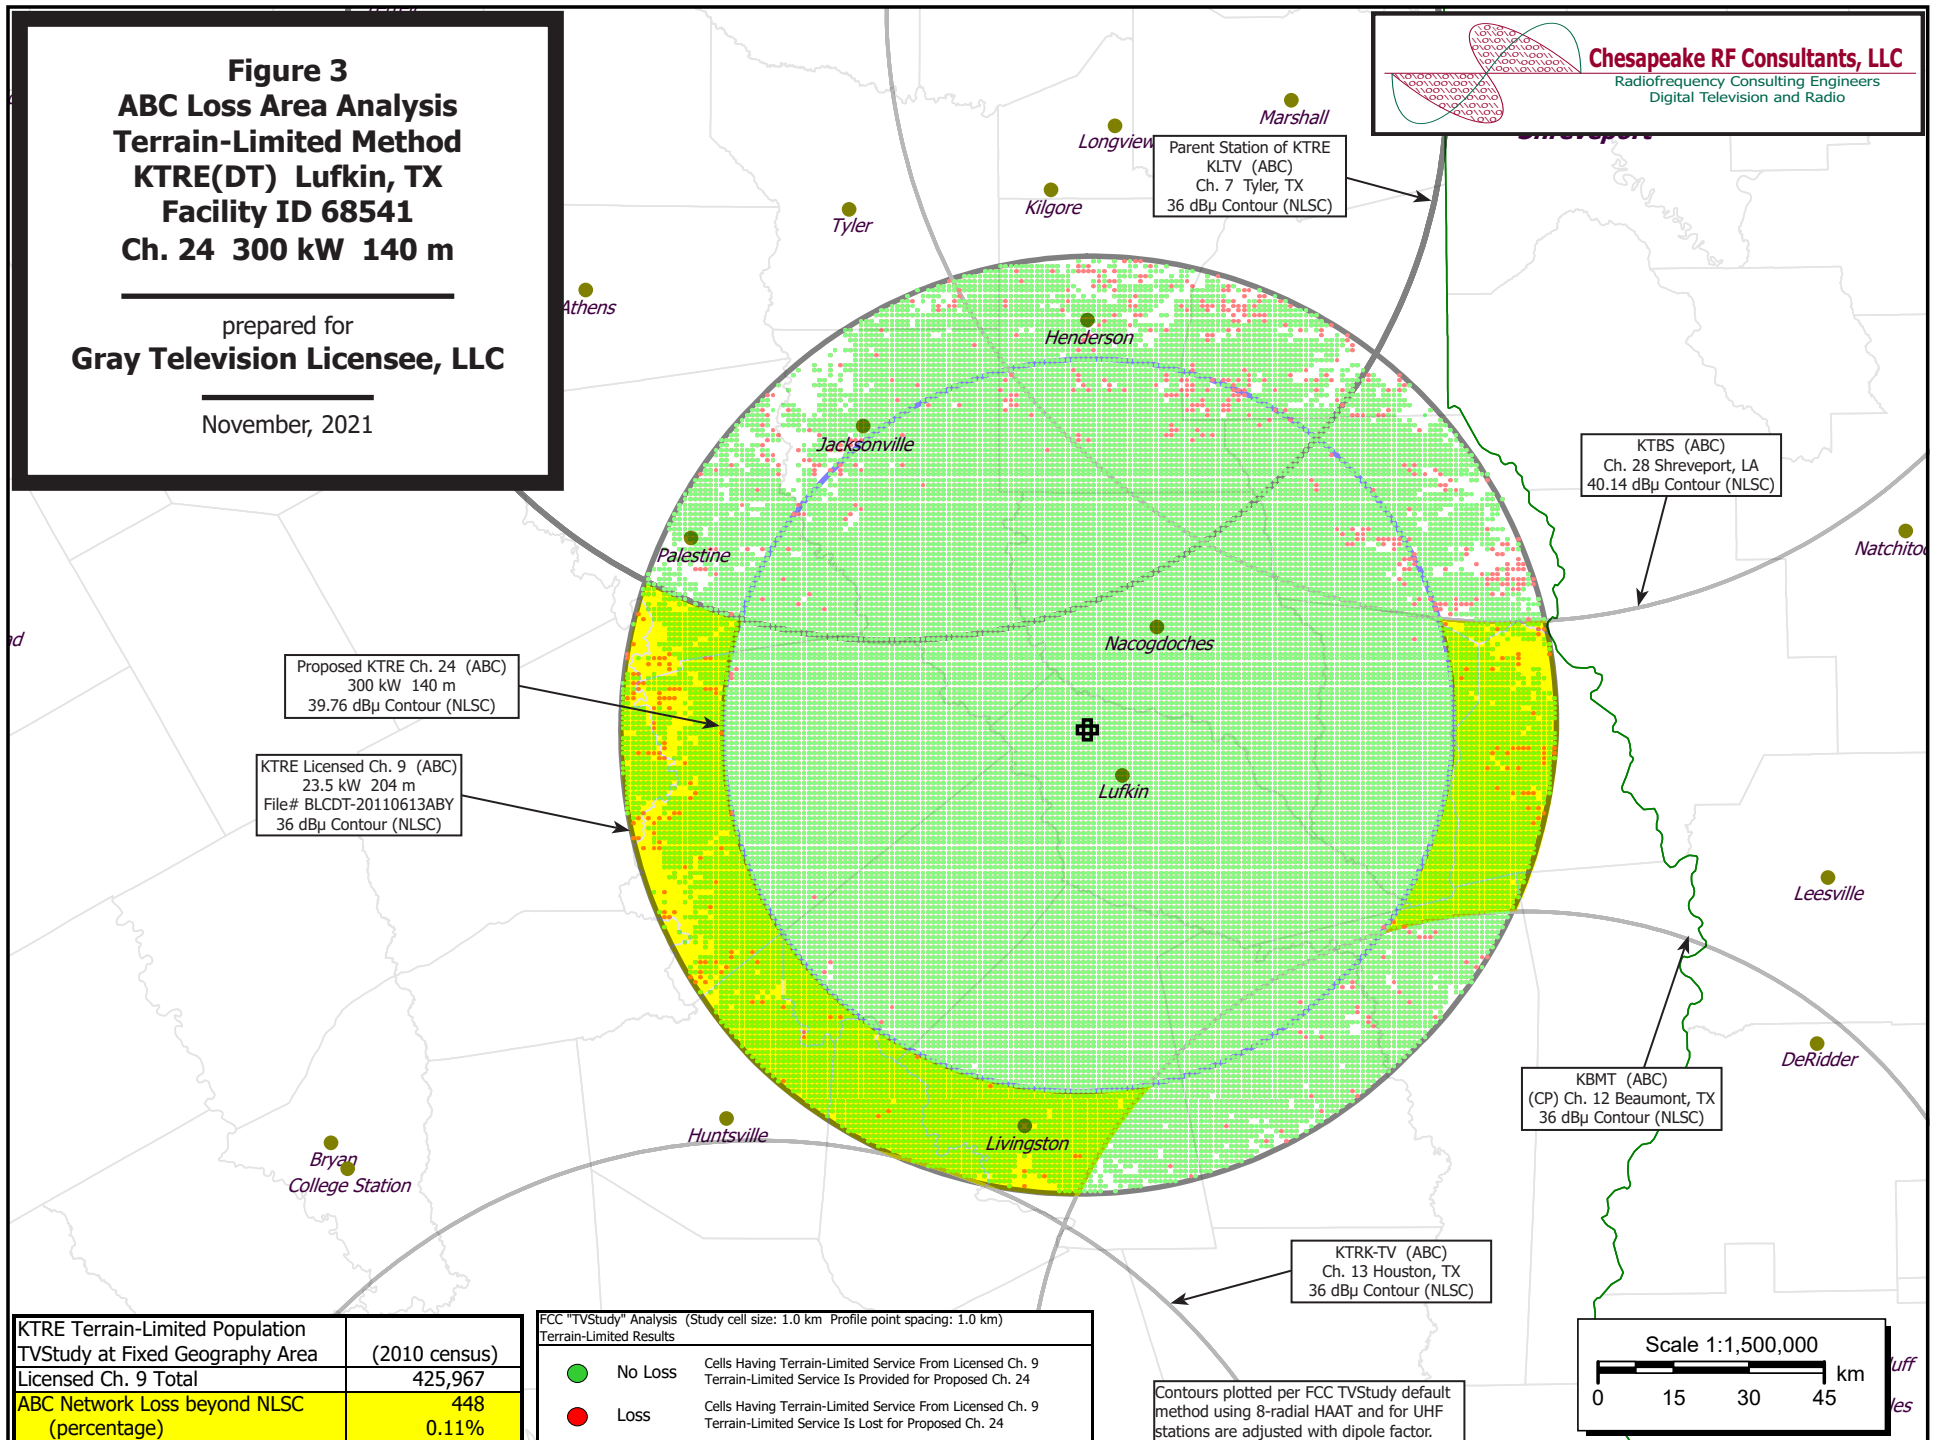 Figure 3
ABC Loss Area Analysis
Terrain-Limited Method
KTRE(DT) Lufkin, TX
Facility ID 68541
Ch. 24 300 kW 140 m
prepared for
Gray Television Licensee, LLC
November, 2021
Chesapeake RF Consultants, LLC
Radiofrequency Consulting Engineers
Digital Television and Radio
Shreveport
Marshall
Longview
Kilgore
Tyler
Athens
Parent Station of KTRE
KLTV (ABC)
Ch. 7 Tyler, TX
36 dBµ Contour (NLSC)
Henderson
Jacksonville
Palestine
KTBS (ABC)
Ch. 28 Shreveport, LA
40.14 dBµ Contour (NLSC)
Natchitoc
ad
Nacogdoches
Proposed KTRE Ch. 24 (ABC)
300 kW 140 m
39.76 dBµ Contour (NLSC)
KTRE Licensed Ch. 9 (ABC)
23.5 kW 204 m
File# BLCDT-20110613ABY
36 dBµ Contour (NLSC)
Lufkin
Leesville
DeRidder
KBMT (ABC)
(CP) Ch. 12 Beaumont, TX
36 dBµ Contour (NLSC)
Huntsville
Livingston
Bryan
College Station
KTRK-TV (ABC)
Ch. 13 Houston, TX
36 dBµ Contour (NLSC)
KTRE Terrain-Limited Population
TVStudy at Fixed Geography Area (2010 census)
Licensed Ch. 9 Total 425,967
ABC Network Loss beyond NLSC 448
(percentage) 0.11%
FCC "TVStudy" Analysis (Study cell size: 1.0 km Profile point spacing: 1.0 km)
Terrain-Limited Results
No Loss Cells Having Terrain-Limited Service From Licensed Ch. 9
Terrain-Limited Service Is Provided for Proposed Ch. 24
Loss Cells Having Terrain-Limited Service From Licensed Ch. 9
Terrain-Limited Service Is Lost for Proposed Ch. 24
Contours plotted per FCC TVStudy default
method using 8-radial HAAT and for UHF
stations are adjusted with dipole factor.
Scale 1:1,500,000
km
0 15 30 45
uff
les